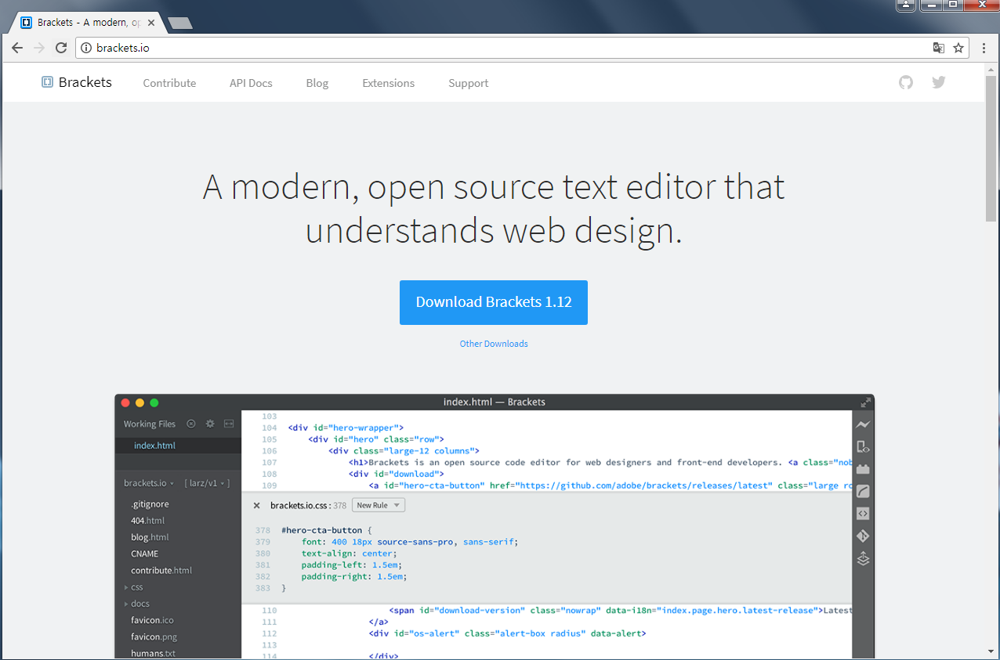 Brackets - A modern, op
brackets.io
Brackets Contribute API Docs Blog Extensions Support
A modern, open source text editor that
understands web design.
Download Brackets 1.12
Other Downloads
index.html — Brackets
Working Files
index.html
brackets.io [ larz/v1 ]
.gitignore
404.html
blog.html
CNAME
contribute.html
css
docs
favicon.ico
favicon.png
humans.txt
103
104 <div id="hero-wrapper">
105 <div id="hero" class="row">
106 <div class="large-12 columns">
107 <h1>Brackets is an open source code editor for web designers and front-end developers. <a class="nob
108 <div id="download">
109 <a id="hero-cta-button" href="https://github.com/adobe/brackets/releases/latest" class="large ro
brackets.io.css : 378 New Rule
378 #hero-cta-button {
379 font: 400 18px source-sans-pro, sans-serif;
380 text-align: center;
381 padding-left: 1.5em;
382 padding-right: 1.5em;
383 }
110 <span id="download-version" class="nowrap" data-i18n="index.page.hero.latest-release">Latest
111 </a>
112 <div id="os-alert" class="alert-box radius" data-alert>
113
114 </div>